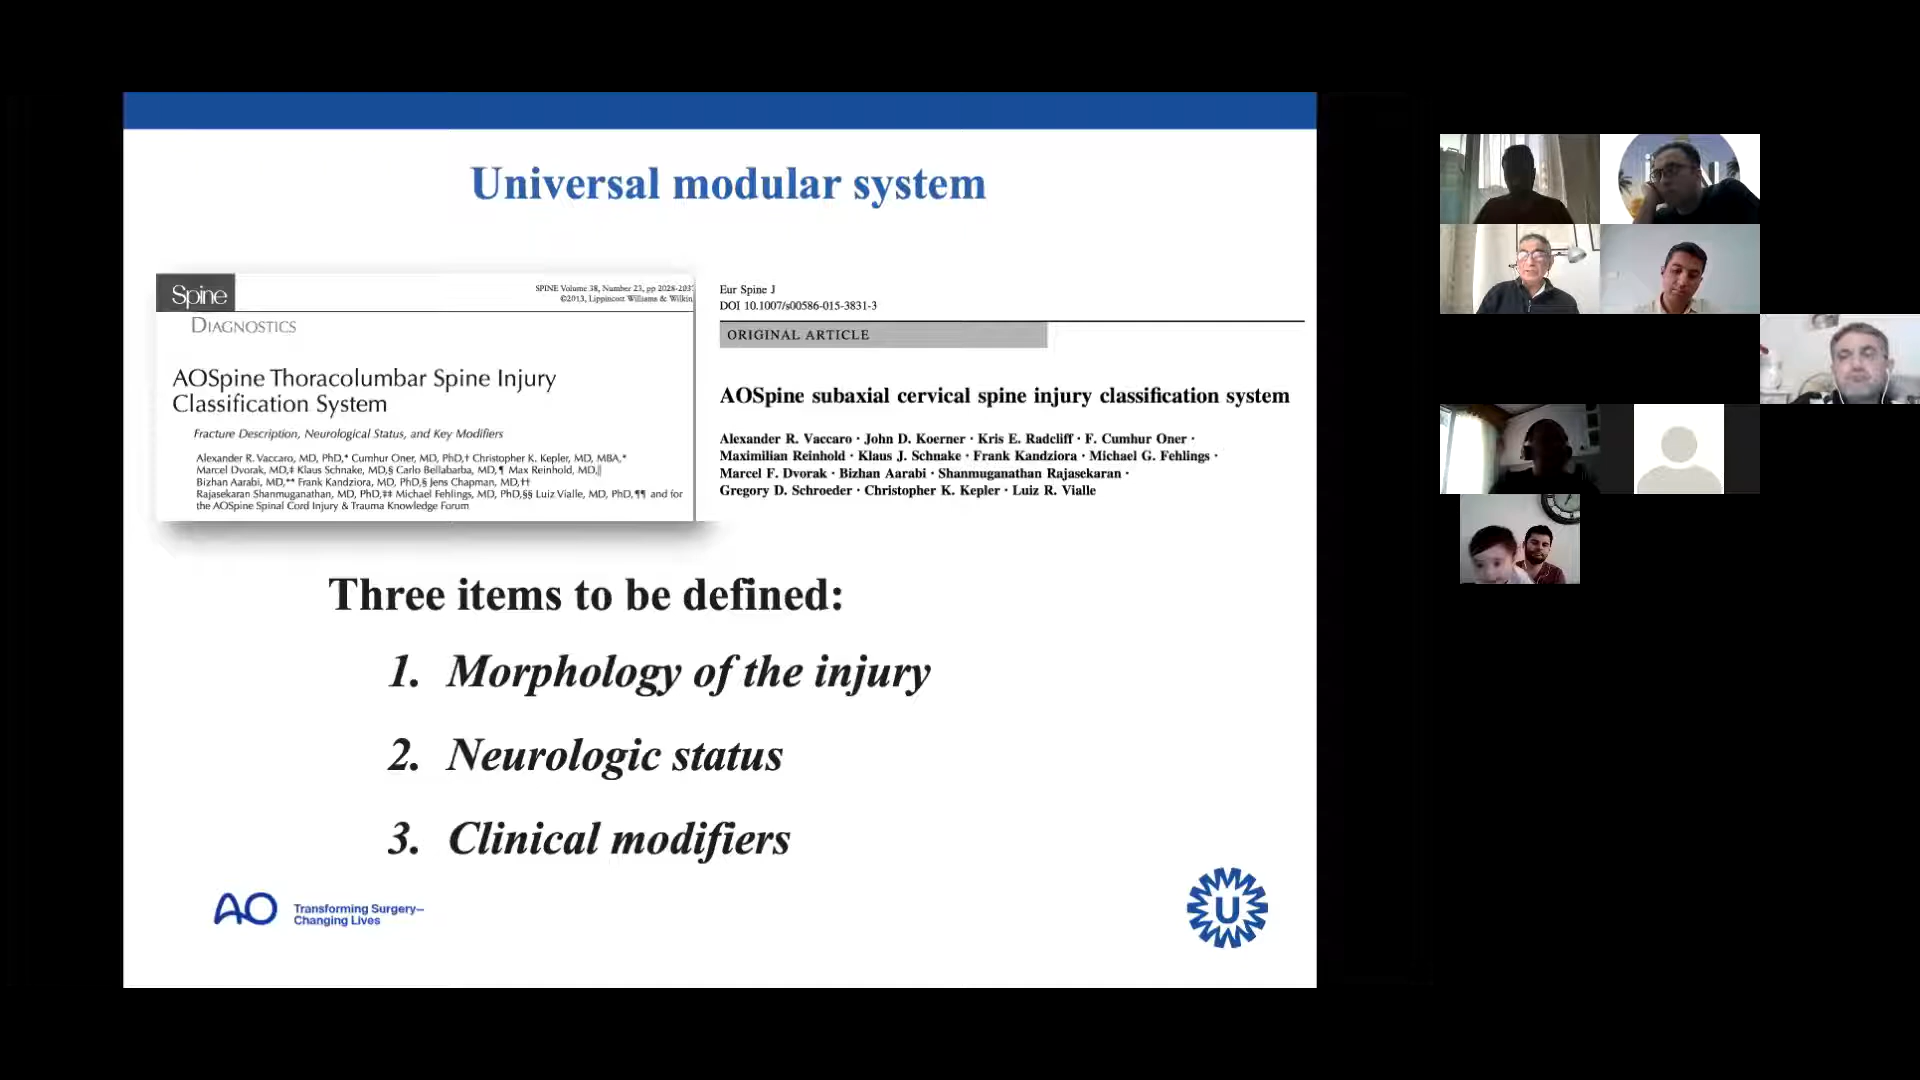 Universal modular system
Spine
SPINE Volume 38, Number 23, pp 2028-2037
©2013, Lippincott Williams & Wilkin
DIAGNOSTICS
AOSpine Thoracolumbar Spine Injury
Classification System
Fracture Description, Neurological Status, and Key Modifiers
Alexander R. Vaccaro, MD, PhD,* Cumhur Oner, MD, PhD,† Christopher K. Kepler, MD, MBA,*
Marcel Dvorak, MD,‡ Klaus Schnake, MD,§ Carlo Bellabarba, MD,¶ Max Reinhold, MD,‖
Bizhan Aarabi, MD,** Frank Kandziora, MD, PhD,§ Jens Chapman, MD,††
Rajasekaran Shanmuganathan, MD, PhD,‡‡ Michael Fehlings, MD, PhD,§§ Luiz Vialle, MD, PhD,¶¶ and for
the AOSpine Spinal Cord Injury & Trauma Knowledge Forum
Eur Spine J
DOI 10.1007/s00586-015-3831-3
ORIGINAL ARTICLE
AOSpine subaxial cervical spine injury classification system
Alexander R. Vaccaro · John D. Koerner · Kris E. Radcliff · F. Cumhur Oner ·
Maximilian Reinhold · Klaus J. Schnake · Frank Kandziora · Michael G. Fehlings ·
Marcel F. Dvorak · Bizhan Aarabi · Shanmuganathan Rajasekaran ·
Gregory D. Schroeder · Christopher K. Kepler · Luiz R. Vialle
Three items to be defined:
1. Morphology of the injury
2. Neurologic status
3. Clinical modifiers
AO
Transforming Surgery—
Changing Lives
U